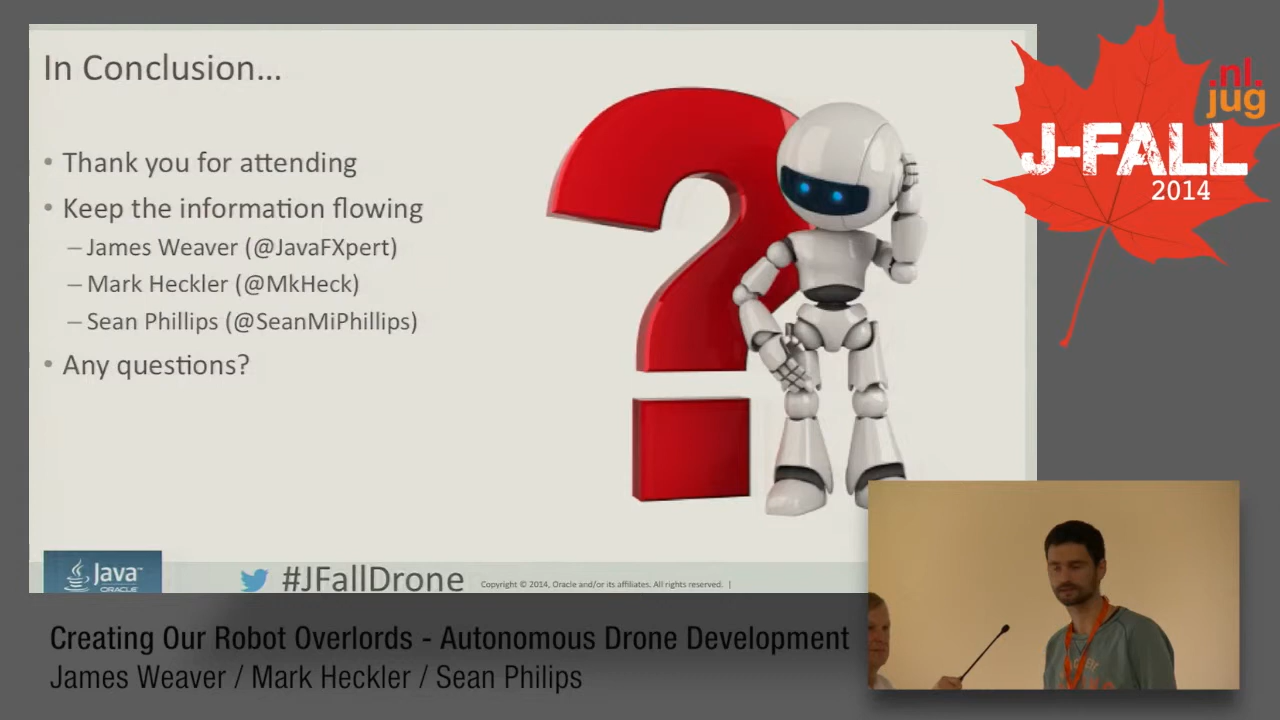 In Conclusion...
• Thank you for attending
• Keep the information flowing
– James Weaver (@JavaFXpert)
– Mark Heckler (@MkHeck)
– Sean Phillips (@SeanMiPhillips)
• Any questions?
.nl.
jug
J-FALL
2014
Java™
ORACLE
#JFallDrone
Copyright © 2014, Oracle and/or its affiliates. All rights reserved. |
Creating Our Robot Overlords - Autonomous Drone Development
James Weaver / Mark Heckler / Sean Philips